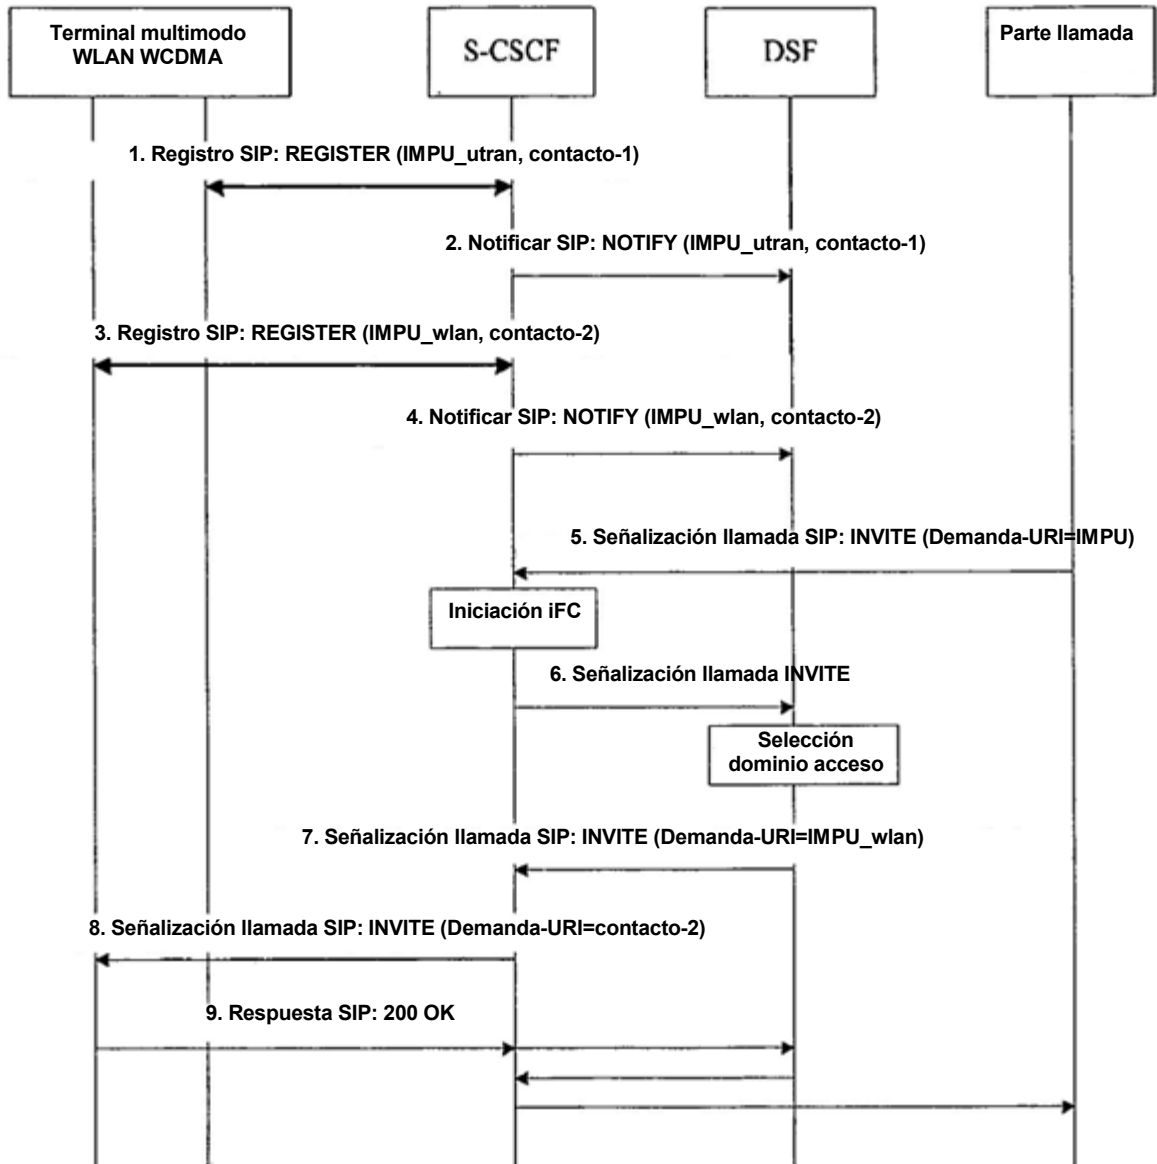 Terminal multimodo
WLAN WCDMA
S-CSCF
DSF
Parte llamada
1. Registro SIP: REGISTER (IMPU_utran, contacto-1)
2. Notificar SIP: NOTIFY (IMPU_utran, contacto-1)
3. Registro SIP: REGISTER (IMPU_wlan, contacto-2)
4. Notificar SIP: NOTIFY (IMPU_wlan, contacto-2)
5. Señalización llamada SIP: INVITE (Demanda-URI=IMPU)
Iniciación iFC
6. Señalización llamada INVITE
Selección
dominio acceso
7. Señalización llamada SIP: INVITE (Demanda-URI=IMPU_wlan)
8. Señalización llamada SIP: INVITE (Demanda-URI=contacto-2)
9. Respuesta SIP: 200 OK